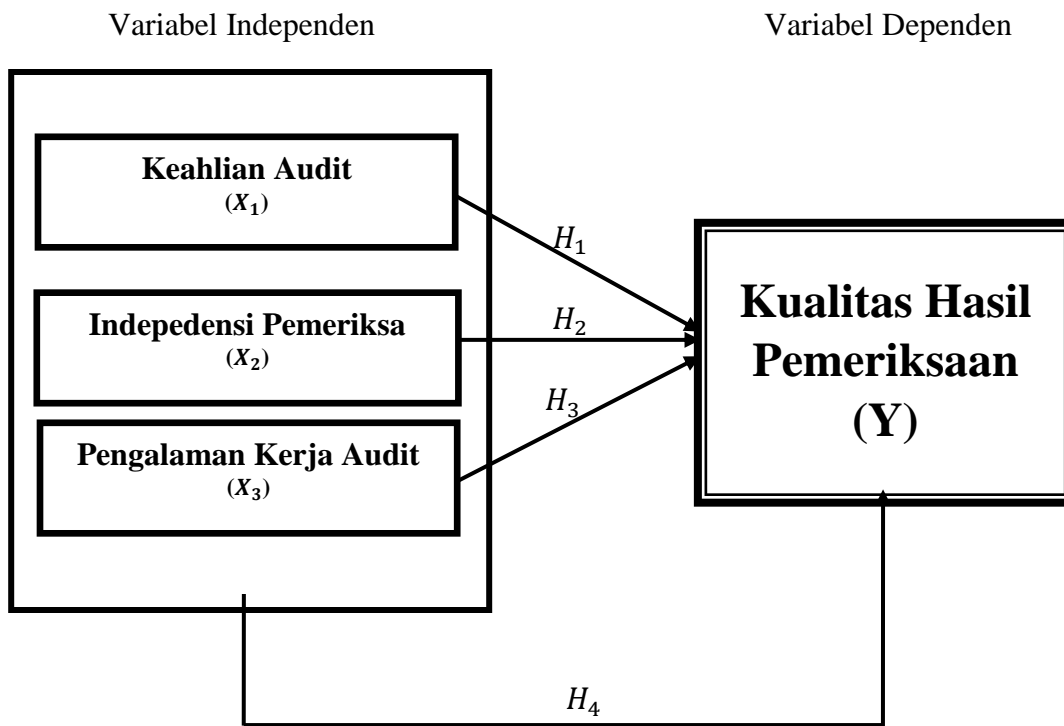 Variabel Independen
Variabel Dependen
Keahlian Audit
(X₁)
H₁
Indepedensi Pemeriksa
(X₂)
H₂
H₃
Pengalaman Kerja Audit
(X₃)
Kualitas Hasil
Pemeriksaan
(Y)
H₄